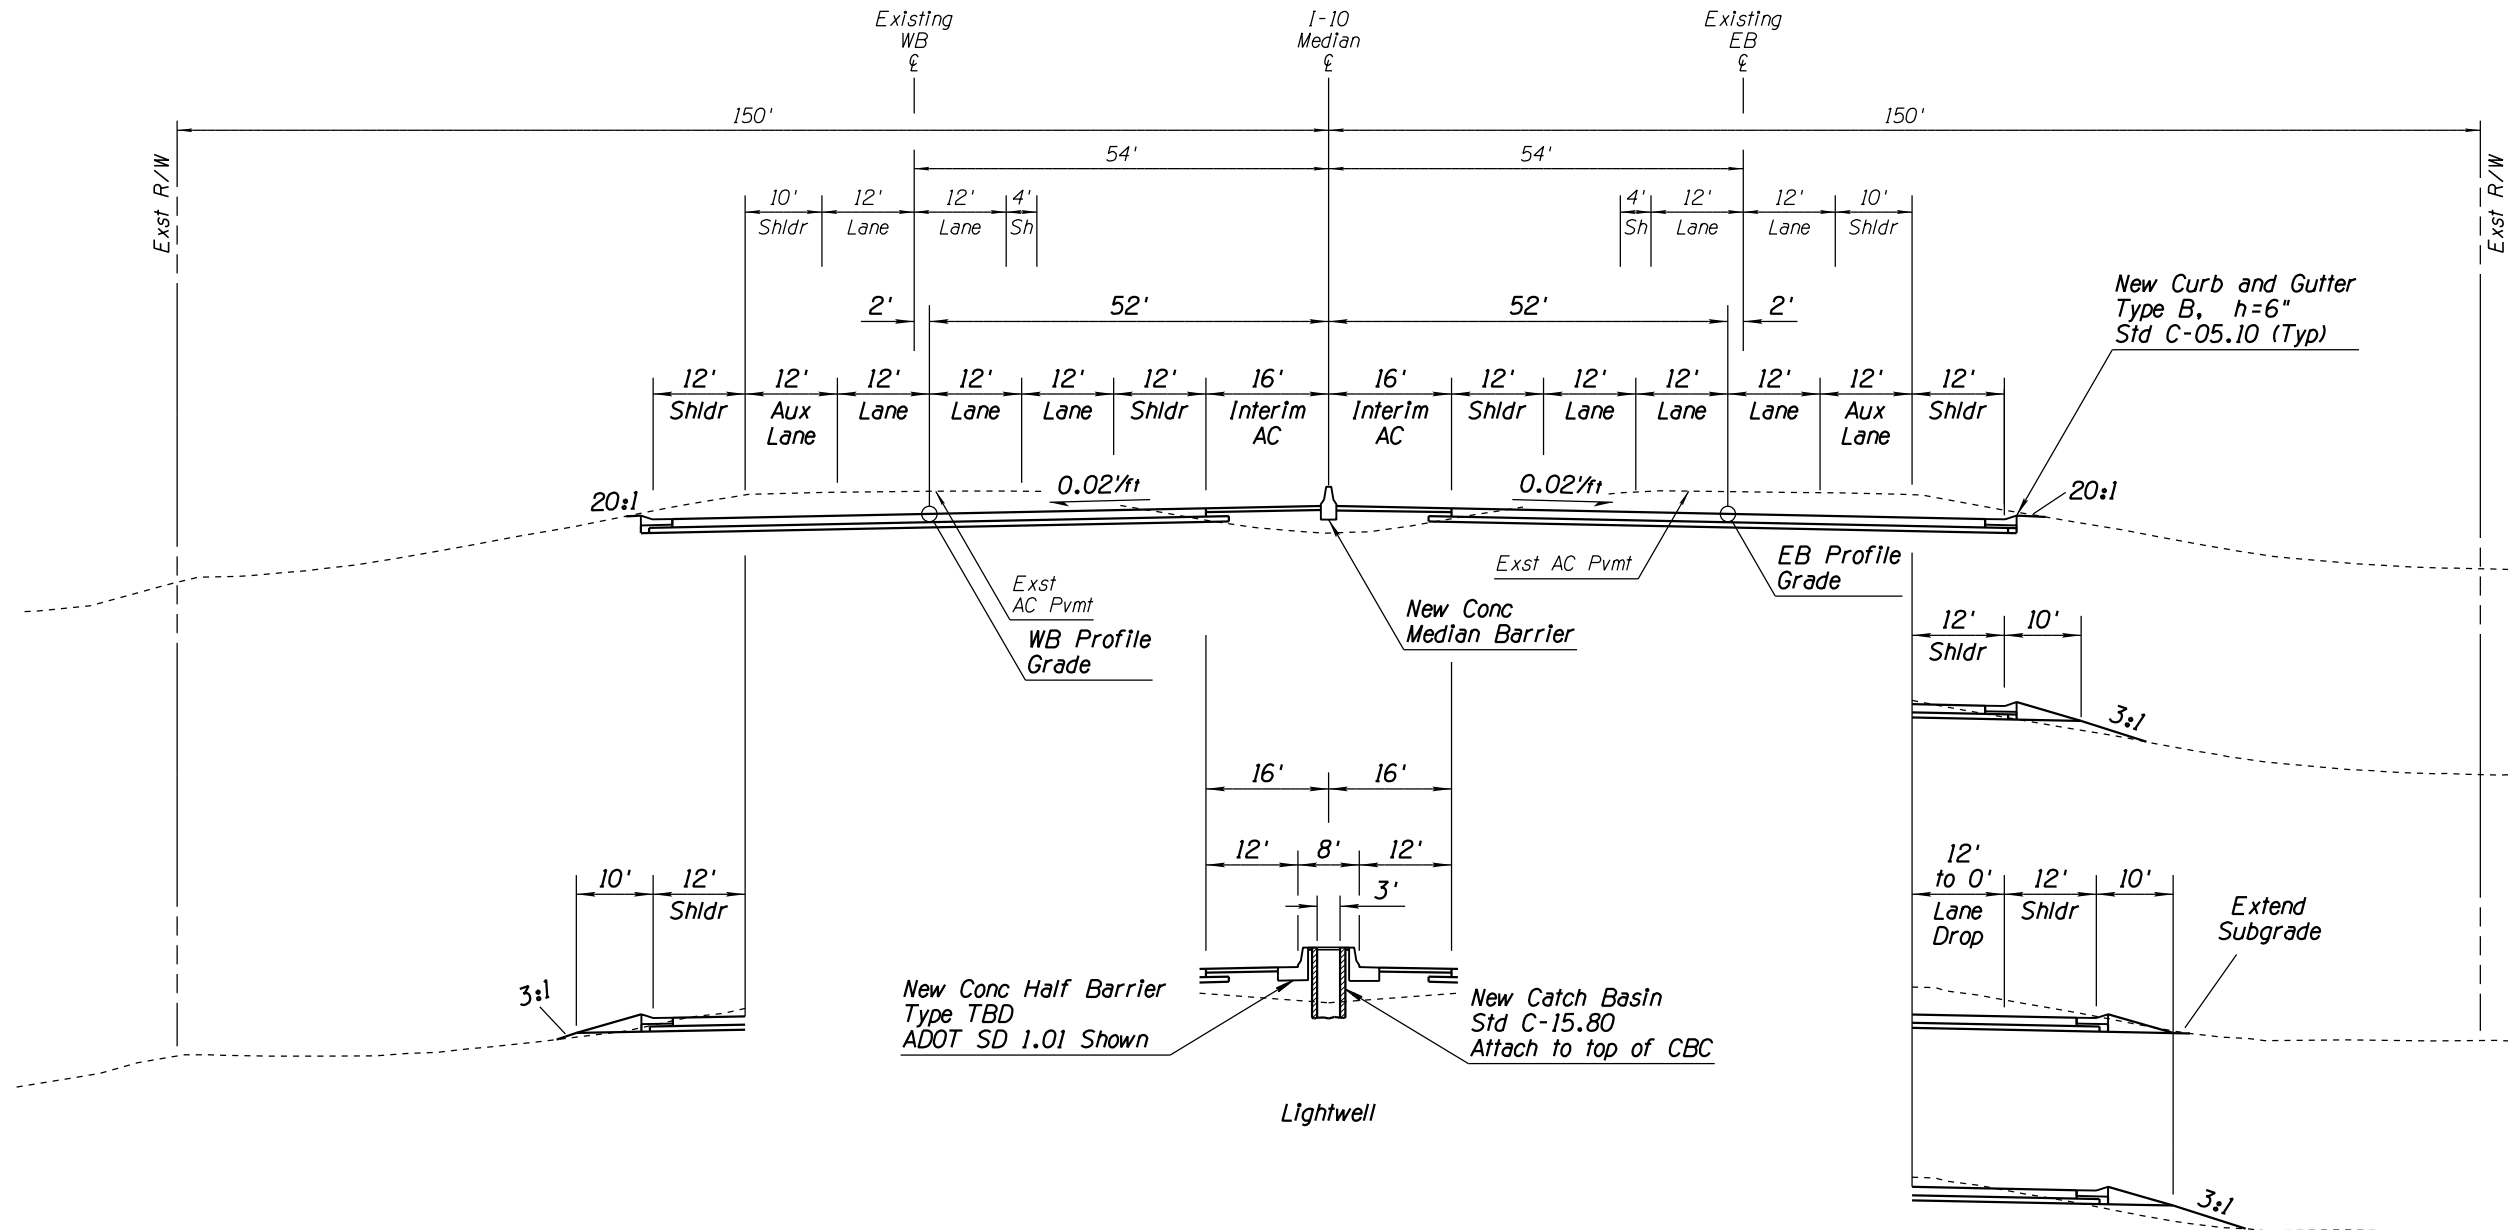 Existing
WB
℄
I-10
Median
℄
Existing
EB
℄
150'
150'
Exst R/W
Exst R/W
54'
54'
10'
12'
12'
4'
4'
12'
12'
10'
Shldr
Lane
Lane
Sh
Sh
Lane
Lane
Shldr
2'
52'
52'
2'
New Curb and Gutter
Type B, h=6"
Std C-05.10 (Typ)
12'
12'
12'
12'
12'
12'
16'
16'
12'
12'
12'
12'
12'
12'
Shldr
Aux
Lane
Lane
Lane
Lane
Shldr
Interim
AC
Interim
AC
Shldr
Lane
Lane
Lane
Aux
Lane
Shldr
20:1
0.02'/ft
0.02'/ft
20:1
Exst
AC Pvmt
WB Profile
Grade
Exst AC Pvmt
New Conc
Median Barrier
EB Profile
Grade
12'
10'
Shldr
3:1
16'
16'
12'
8'
12'
3'
10'
12'
Shldr
3:1
New Conc Half Barrier
Type TBD
ADOT SD 1.01 Shown
New Catch Basin
Std C-15.80
Attach to top of CBC
Lightwell
12'
to 0'
12'
10'
Lane
Drop
Shldr
Extend
Subgrade
3:1